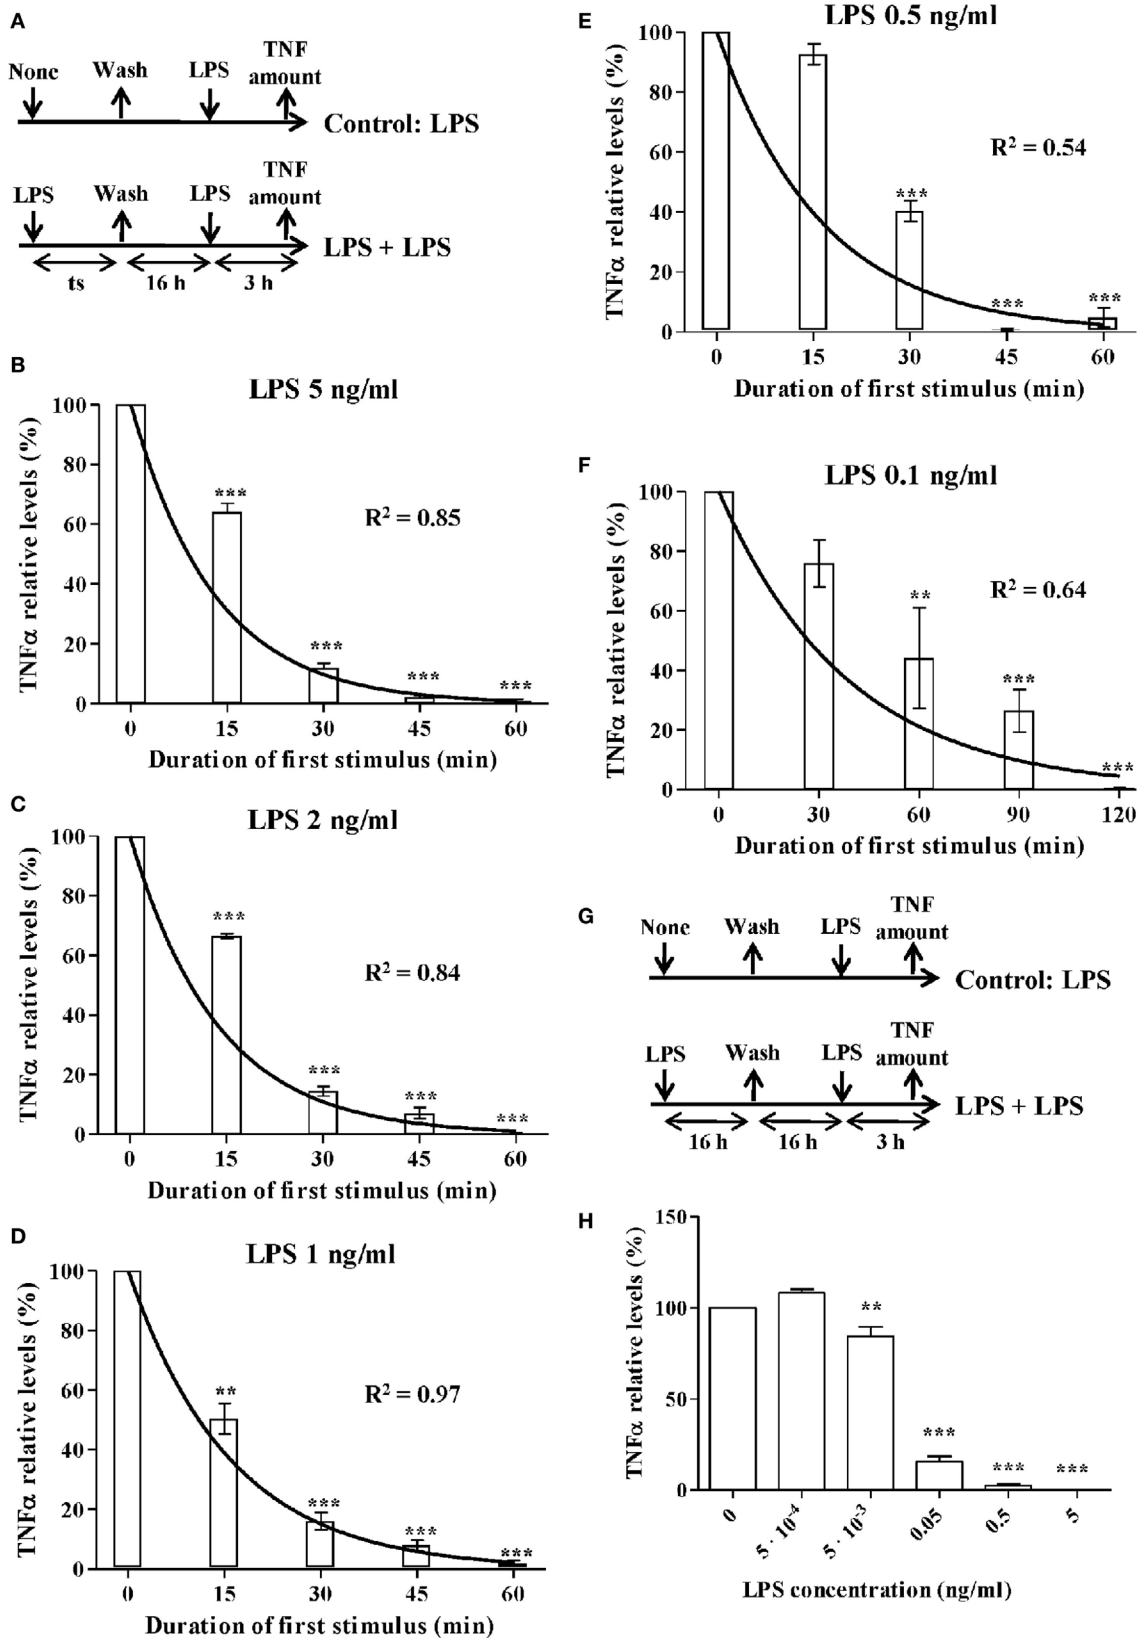 A
None Wash LPS TNF amount
Control: LPS
LPS Wash LPS TNF amount
LPS + LPS
ts 16 h 3 h
B
LPS 5 ng/ml
TNFα relative levels (%)
100
80
60
40
20
0
***
***
***
***
R² = 0.85
0 15 30 45 60
Duration of first stimulus (min)
C
LPS 2 ng/ml
TNFα relative levels (%)
100
80
60
40
20
0
***
***
***
***
R² = 0.84
0 15 30 45 60
Duration of first stimulus (min)
D
LPS 1 ng/ml
TNFα relative levels (%)
100
80
60
40
20
0
**
***
***
***
R² = 0.97
0 15 30 45 60
Duration of first stimulus (min)
E
LPS 0.5 ng/ml
TNFα relative levels (%)
100
80
60
40
20
0
***
***
***
R² = 0.54
0 15 30 45 60
Duration of first stimulus (min)
F
LPS 0.1 ng/ml
TNFα relative levels (%)
100
80
60
40
20
0
**
***
***
R² = 0.64
0 30 60 90 120
Duration of first stimulus (min)
G
None Wash LPS TNF amount
Control: LPS
LPS Wash LPS TNF amount
LPS + LPS
16 h 16 h 3 h
H
TNFα relative levels (%)
150
100
50
0
**
***
***
***
0 5 · 10⁻⁴ 5 · 10⁻³ 0.05 0.5 5
LPS concentration (ng/ml)